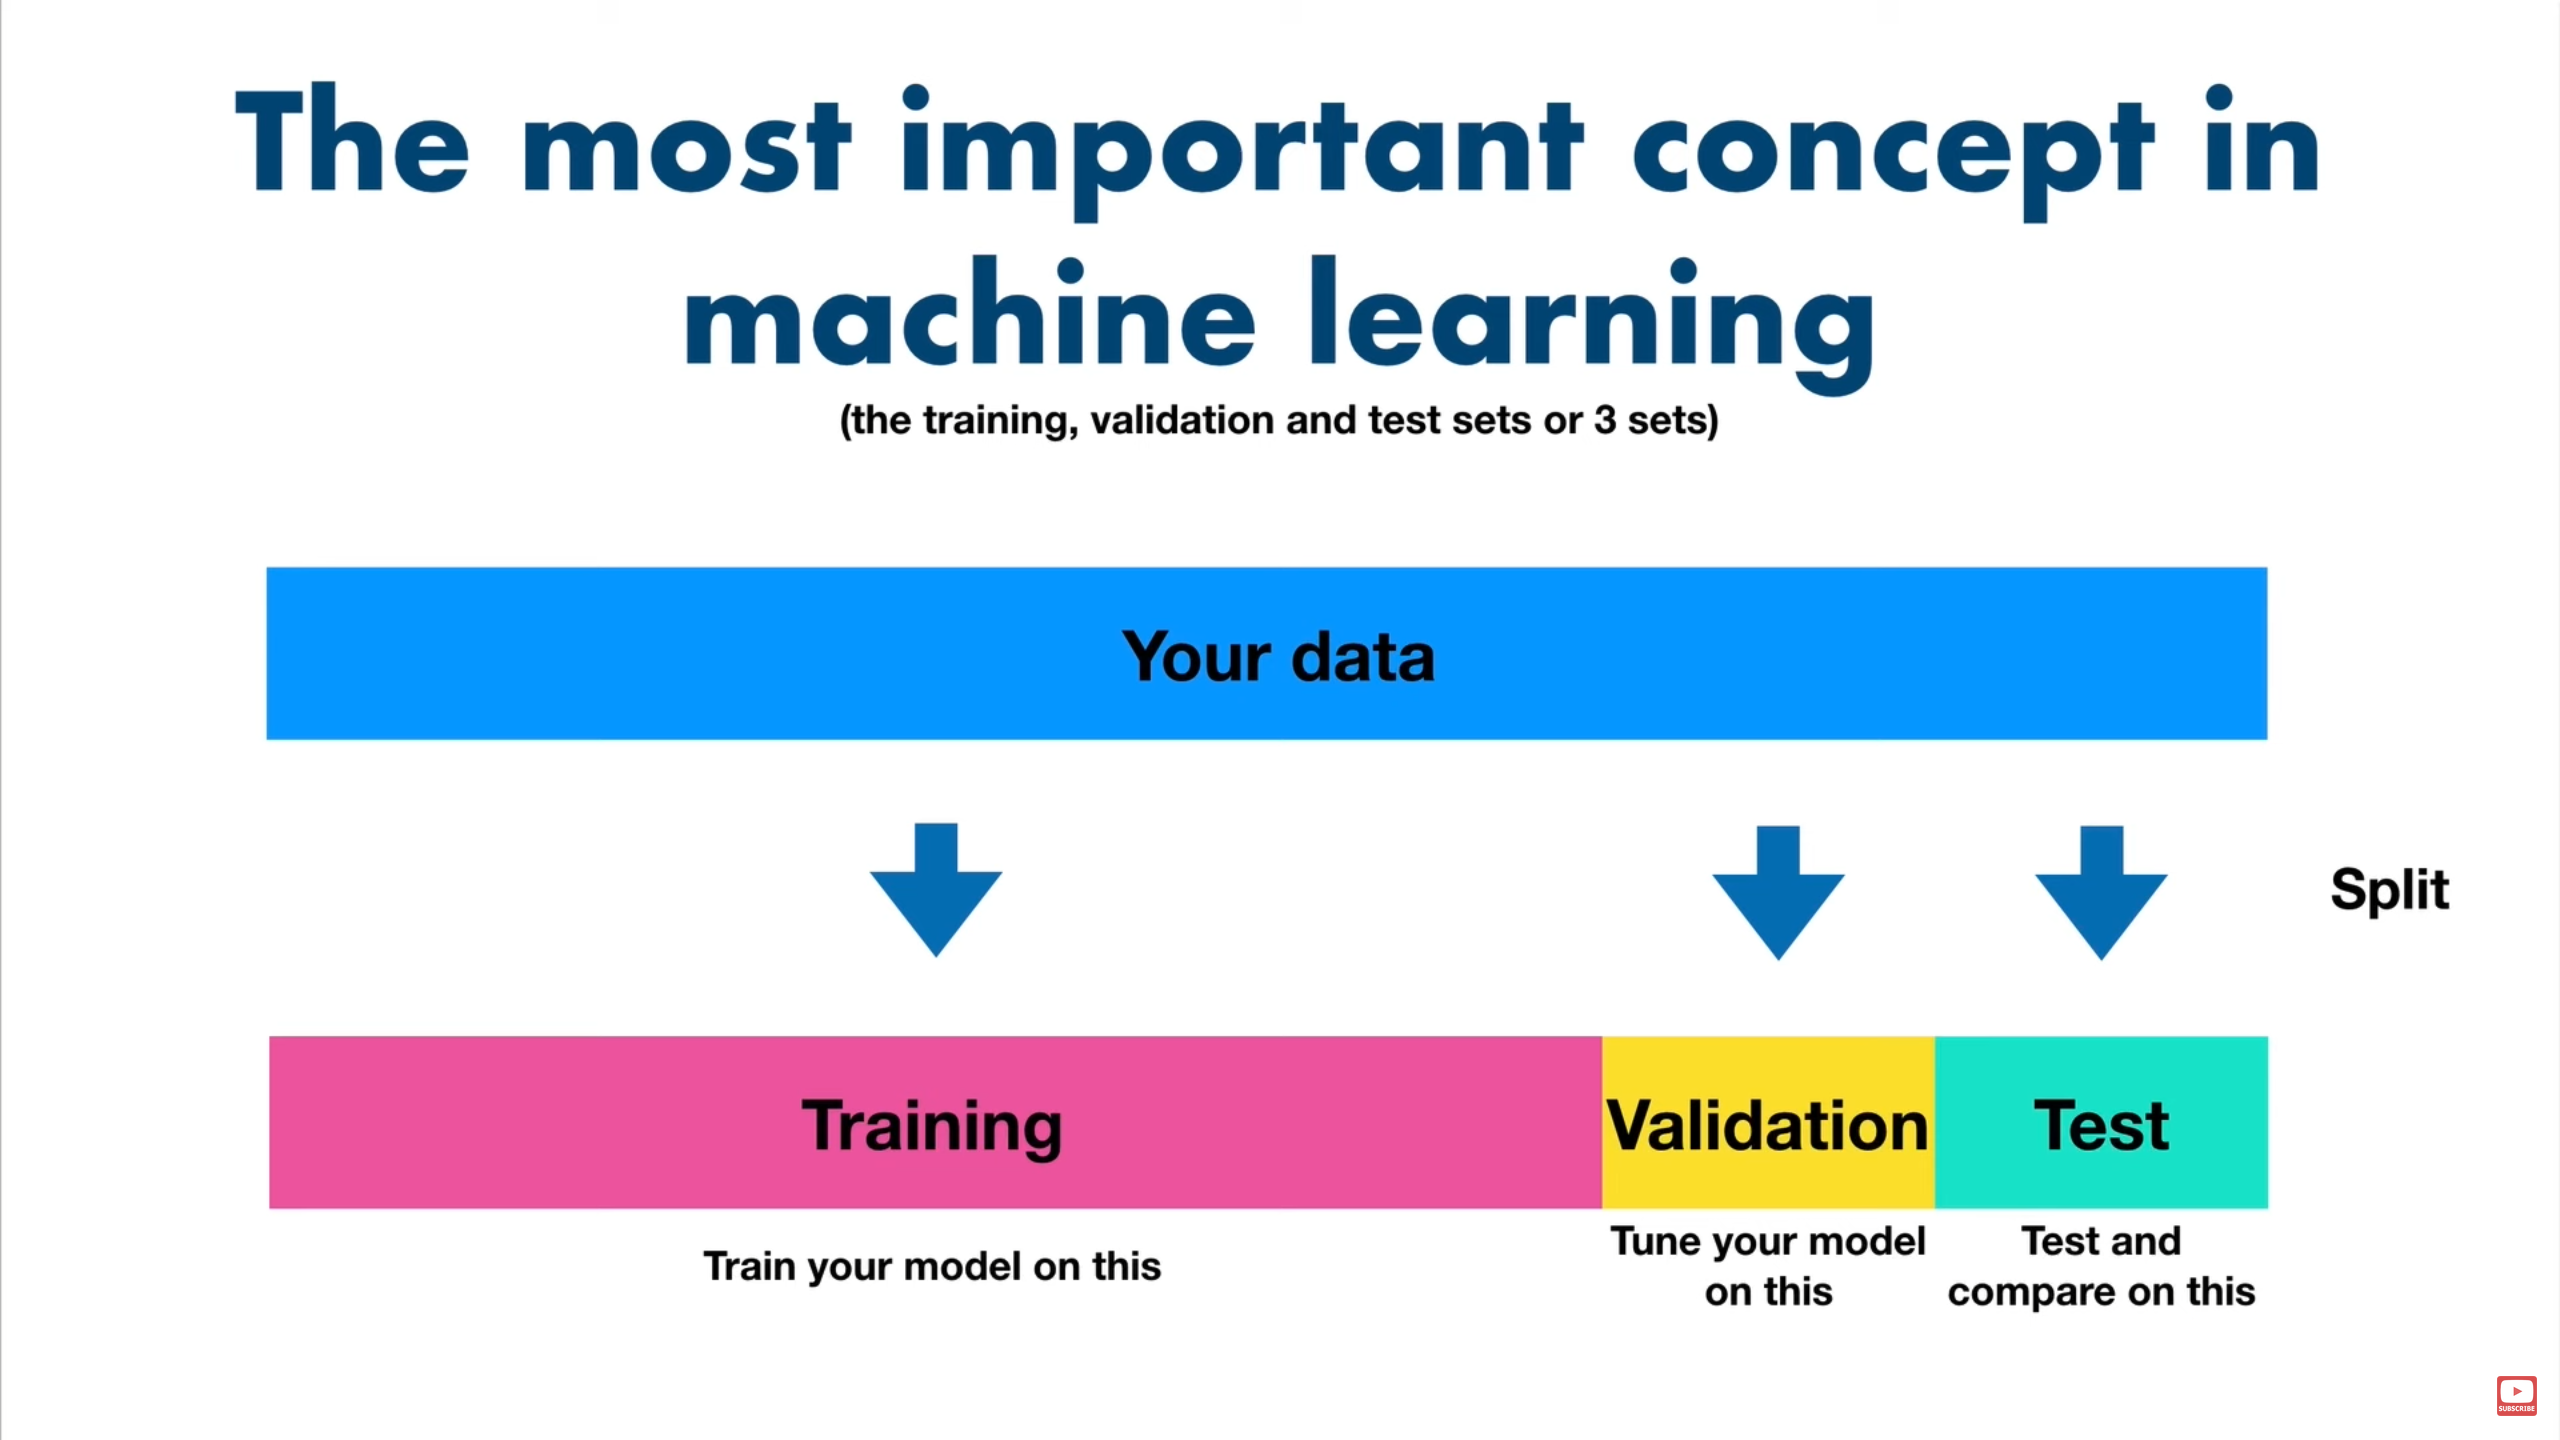 The most important concept in
machine learning
(the training, validation and test sets or 3 sets)
Your data
Split
Training
Validation
Test
Train your model on this
Tune your model
on this
Test and
compare on this
SUBSCRIBE